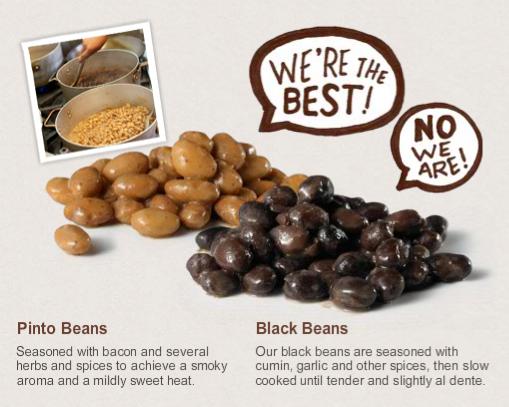 WE'RE THE
BEST!
NO
WE
ARE!
Pinto Beans
Seasoned with bacon and several
herbs and spices to achieve a smoky
aroma and a mildly sweet heat.
Black Beans
Our black beans are seasoned with
cumin, garlic and other spices, then slow
cooked until tender and slightly al dente.